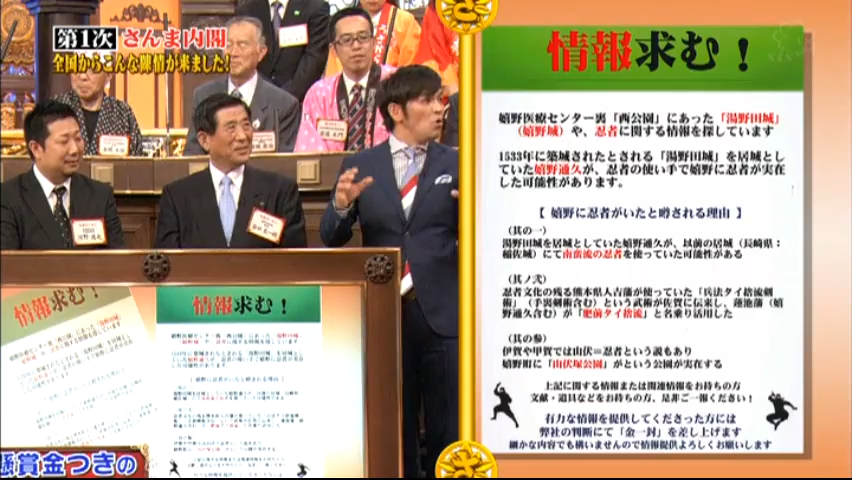 第1次 さんま内閣
全国からこんな陳情が来ました!
情報求む!
嬉野医療センター裏「西公園」にあった「湯野田城」
(嬉野城)や、忍者に関する情報を探しています
1533年に築城されたとされる「湯野田城」を居城とし
ていた嬉野通久が、忍者の使い手で嬉野に忍者が実在
した可能性があります。
【 嬉野に忍者がいたと噂される理由 】
(其の一)
湯野田城を居城としていた嬉野通久が、以前の居城(長崎県:
稲佐城)にて南蛮流の忍者を使っていた可能性がある
(其ノ弐)
忍者文化の残る熊本県人吉藩が使っていた「兵法タイ捨流剣
術」(手裏剣術含む)という武術が佐賀に伝来し、蓮池藩(嬉
野通久含む)が「肥前タイ捨流」と名乗り活用した
(其の参)
伊賀や甲賀では山伏=忍者という説もあり
嬉野町に「山伏塚公園」がという公園が実在する
上記に関する情報または関連情報をお持ちの方
文献・道具などをお持ちの方、是非ご一報ください!
有力な情報を提供してくださった方には
弊社の判断にて「金一封」を差し上げます
細かな内容でも構いませんので情報提供よろしくお願いします
情報求む!
情報求む!
懸賞金つきの